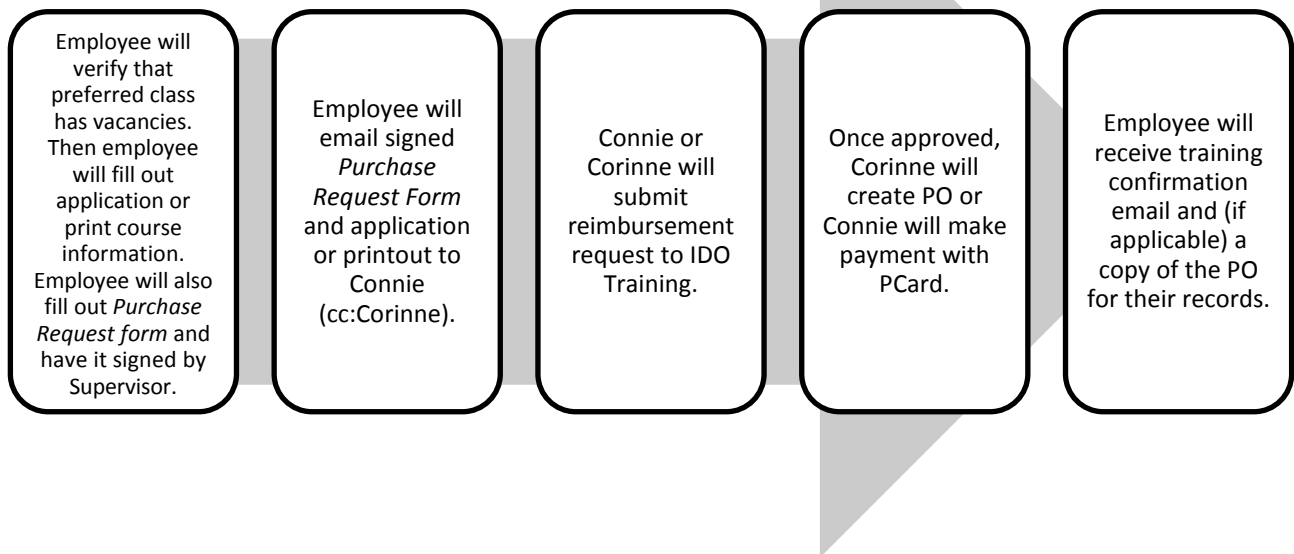 Employee will
verify that
preferred class
has vacancies.
Then employee
will fill out
application or
print course
information.
Employee will also
fill out Purchase
Request form and
have it signed by
Supervisor.
Employee will
email signed
Purchase
Request Form
and application
or printout to
Connie
(cc:Corinne).
Connie or
Corinne will
submit
reimbursement
request to IDO
Training.
Once approved,
Corinne will
create PO or
Connie will make
payment with
PCard.
Employee will
receive training
confirmation
email and (if
applicable) a
copy of the PO
for their records.